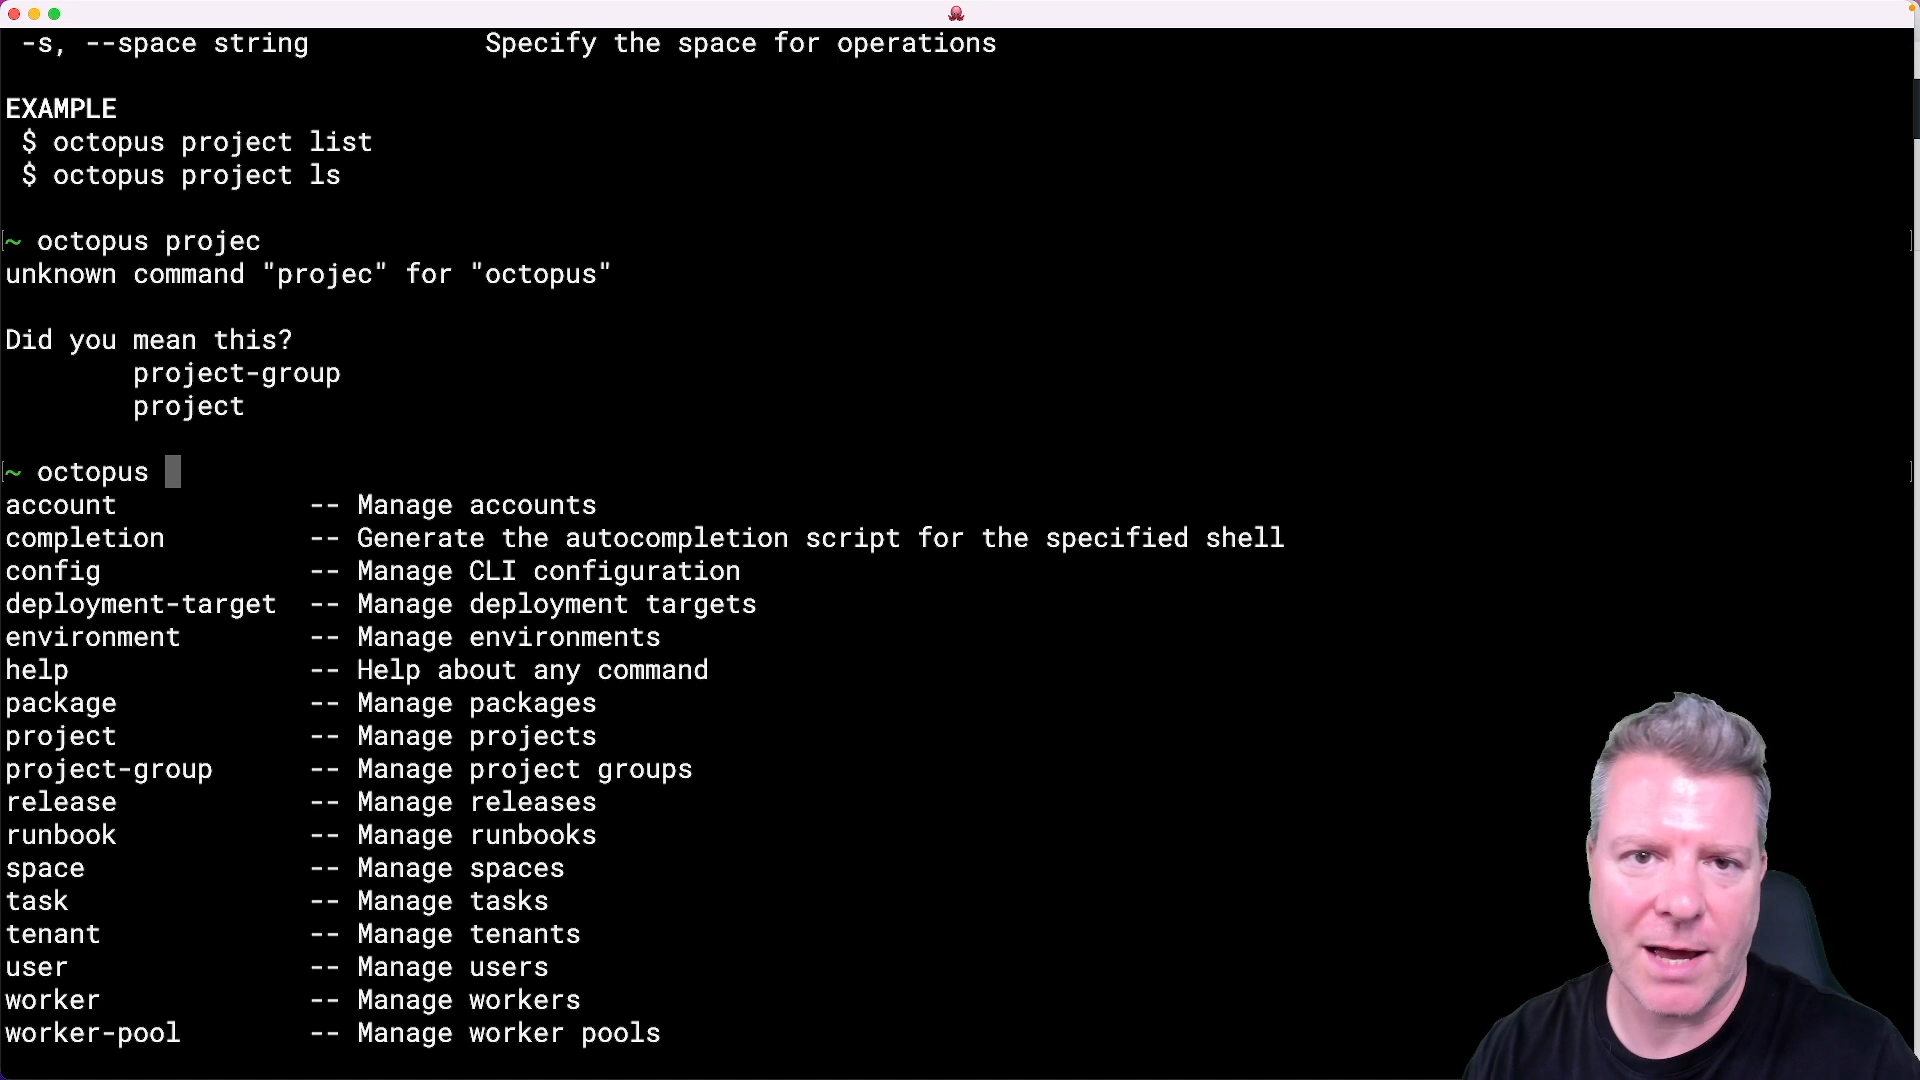 -s, --space string Specify the space for operations
EXAMPLE
$ octopus project list
$ octopus project ls
~ octopus projec
unknown command "projec" for "octopus"
Did you mean this?
project-group
project
~ octopus
account -- Manage accounts
completion -- Generate the autocompletion script for the specified shell
config -- Manage CLI configuration
deployment-target -- Manage deployment targets
environment -- Manage environments
help -- Help about any command
package -- Manage packages
project -- Manage projects
project-group -- Manage project groups
release -- Manage releases
runbook -- Manage runbooks
space -- Manage spaces
task -- Manage tasks
tenant -- Manage tenants
user -- Manage users
worker -- Manage workers
worker-pool -- Manage worker pools